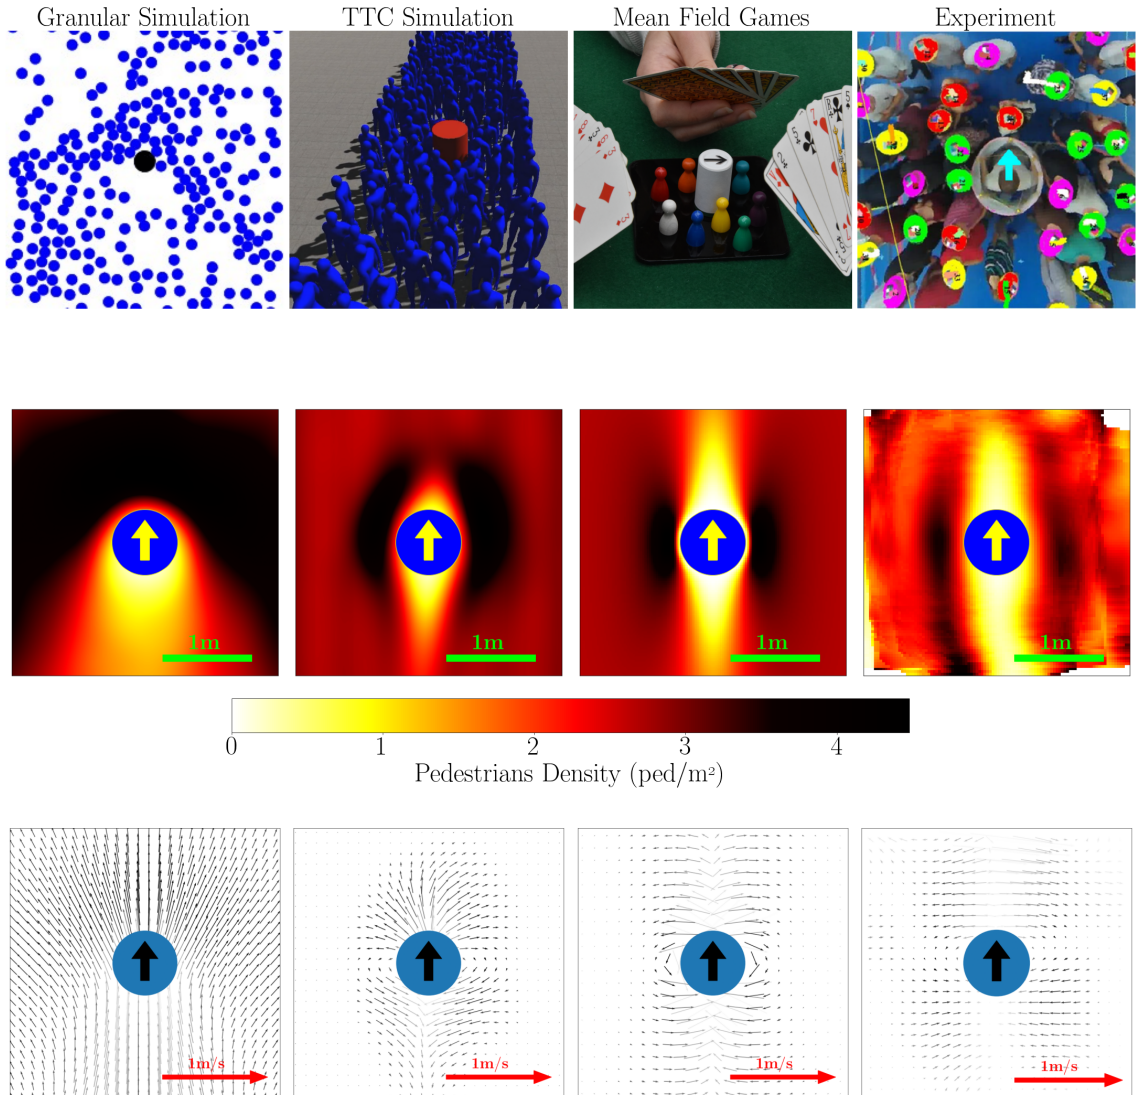 Granular Simulation
TTC Simulation
Mean Field Games
Experiment
1m
1m
1m
1m
0
1
2
3
4
Pedestrians Density (ped/m²)
1m/s
1m/s
1m/s
1m/s